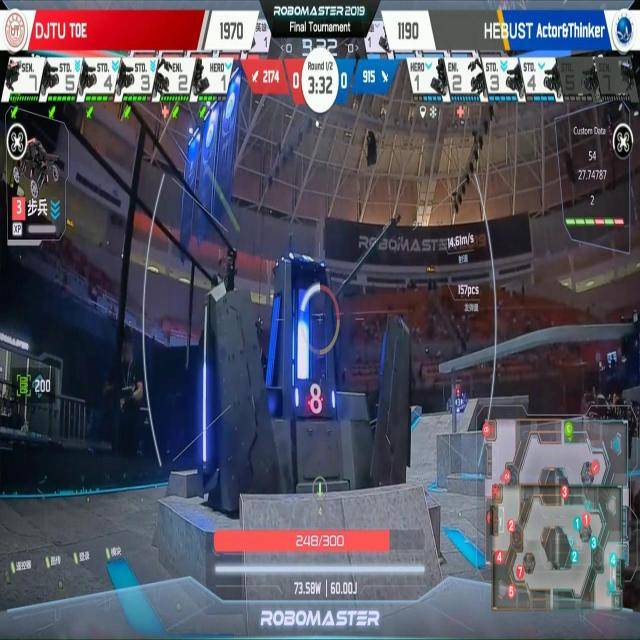 ROBOMASTER 2019
Final Tournament
DJTU TOE
1970
1190
HEBUST Actor&Thinker
SEN.
STD.
STD.
STD.
ENI.
HERO
7
5
4
3
2
1
2174
0
Round 1/2
3:32
0
915
HERO
ENI.
STD.
STD.
1
2
3
4
5
7
Custom Data
54
27.74787
2
3 步兵
XP
ROBOMASTER
14.61m/s
157pcs
200
8
248/300
73.58W | 60.00J
ROBOMASTER